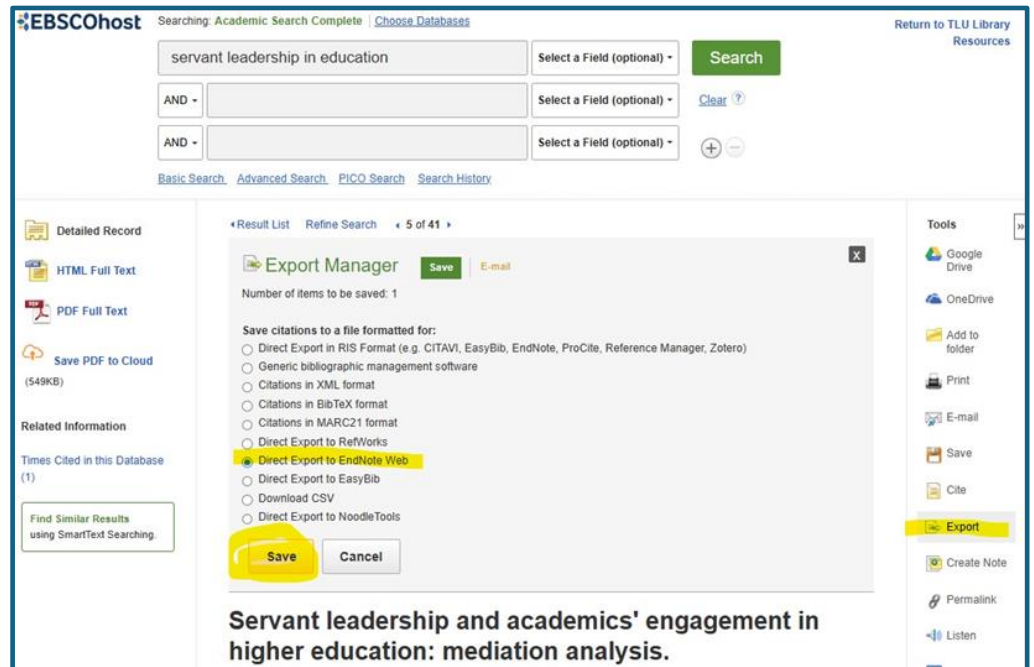 EBSCOhost
Searching: Academic Search Complete Choose Databases
Return to TLU Library
Resources
servant leadership in education
Select a Field (optional)
Search
AND
Select a Field (optional)
Clear ?
AND
Select a Field (optional)
Basic Search Advanced Search PICO Search Search History
Detailed Record
HTML Full Text
PDF
PDF Full Text
Save PDF to Cloud
(549KB)
Related Information
Times Cited in this Database
(1)
Find Similar Results
using SmartText Searching.
Result List Refine Search 5 of 41
Export Manager Save E-mail
X
Number of items to be saved: 1
Save citations to a file formatted for:
Direct Export in RIS Format (e.g. CITAVI, EasyBib, EndNote, ProCite, Reference Manager, Zotero)
Generic bibliographic management software
Citations in XML format
Citations in BibTeX format
Citations in MARC21 format
Direct Export to RefWorks
Direct Export to EndNote Web
Direct Export to EasyBib
Download CSV
Direct Export to NoodleTools
Save Cancel
Servant leadership and academics' engagement in
higher education: mediation analysis.
Tools
»
Google
Drive
OneDrive
Add to
folder
Print
E-mail
Save
Cite
Export
Create Note
Permalink
Listen